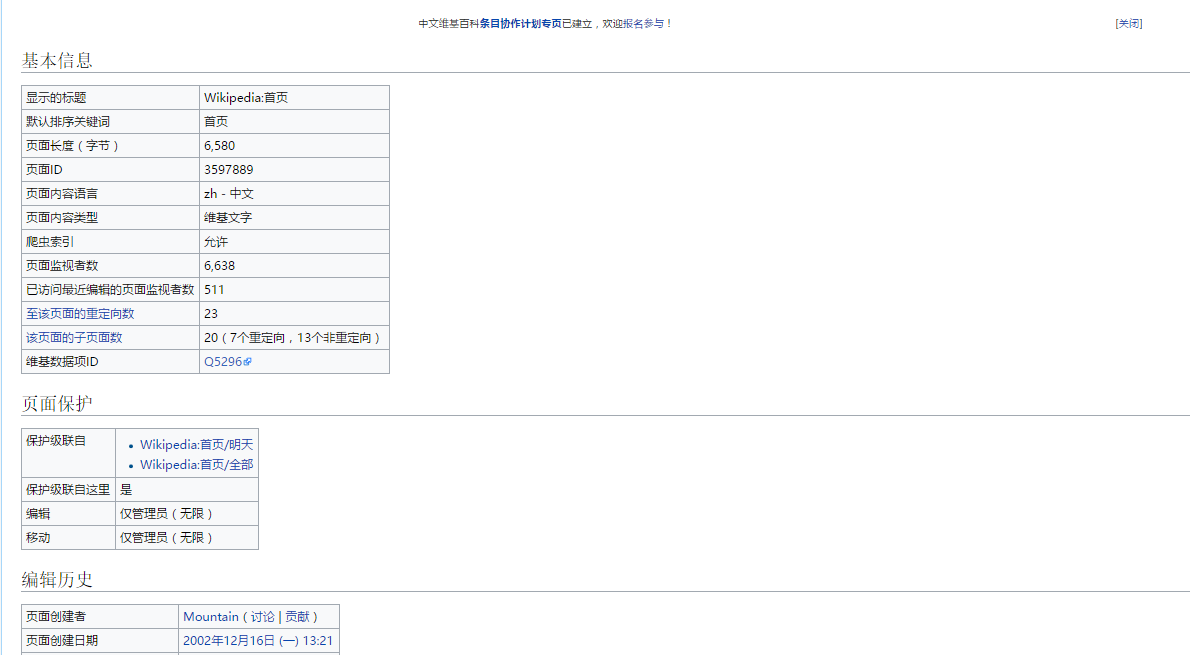 中文维基百科条目协作计划专页已建立，欢迎报名参与！ [关闭]
基本信息
显示的标题 Wikipedia:首页
默认排序关键词 首页
页面长度（字节） 6,580
页面ID 3597889
页面内容语言 zh - 中文
页面内容类型 维基文字
爬虫索引 允许
页面监视者数 6,638
已访问最近编辑的页面监视者数 511
至该页面的重定向数 23
该页面的子页面数 20（7个重定向，13个非重定向）
维基数据项ID Q5296
页面保护
保护级联自 • Wikipedia:首页/明天
• Wikipedia:首页/全部
保护级联自这里 是
编辑 仅管理员（无限）
移动 仅管理员（无限）
编辑历史
页面创建者 Mountain（讨论 | 贡献）
页面创建日期 2002年12月16日 (一) 13:21